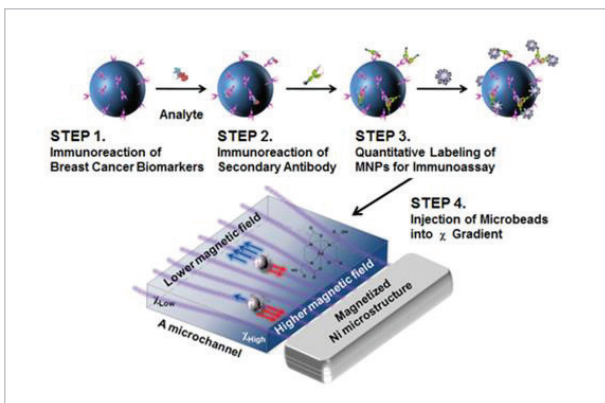 Analyte
STEP 1.
Immunoreaction of
Breast Cancer Biomarkers
STEP 2.
Immunoreaction of
Secondary Antibody
STEP 3.
Quantitative Labeling of
MNPs for Immunoassay
STEP 4.
Injection of Microbeads
into χ Gradient
Lower magnetic field
Higher magnetic field
χLow
χHigh
A microchannel
Magnetized
Ni microstructure